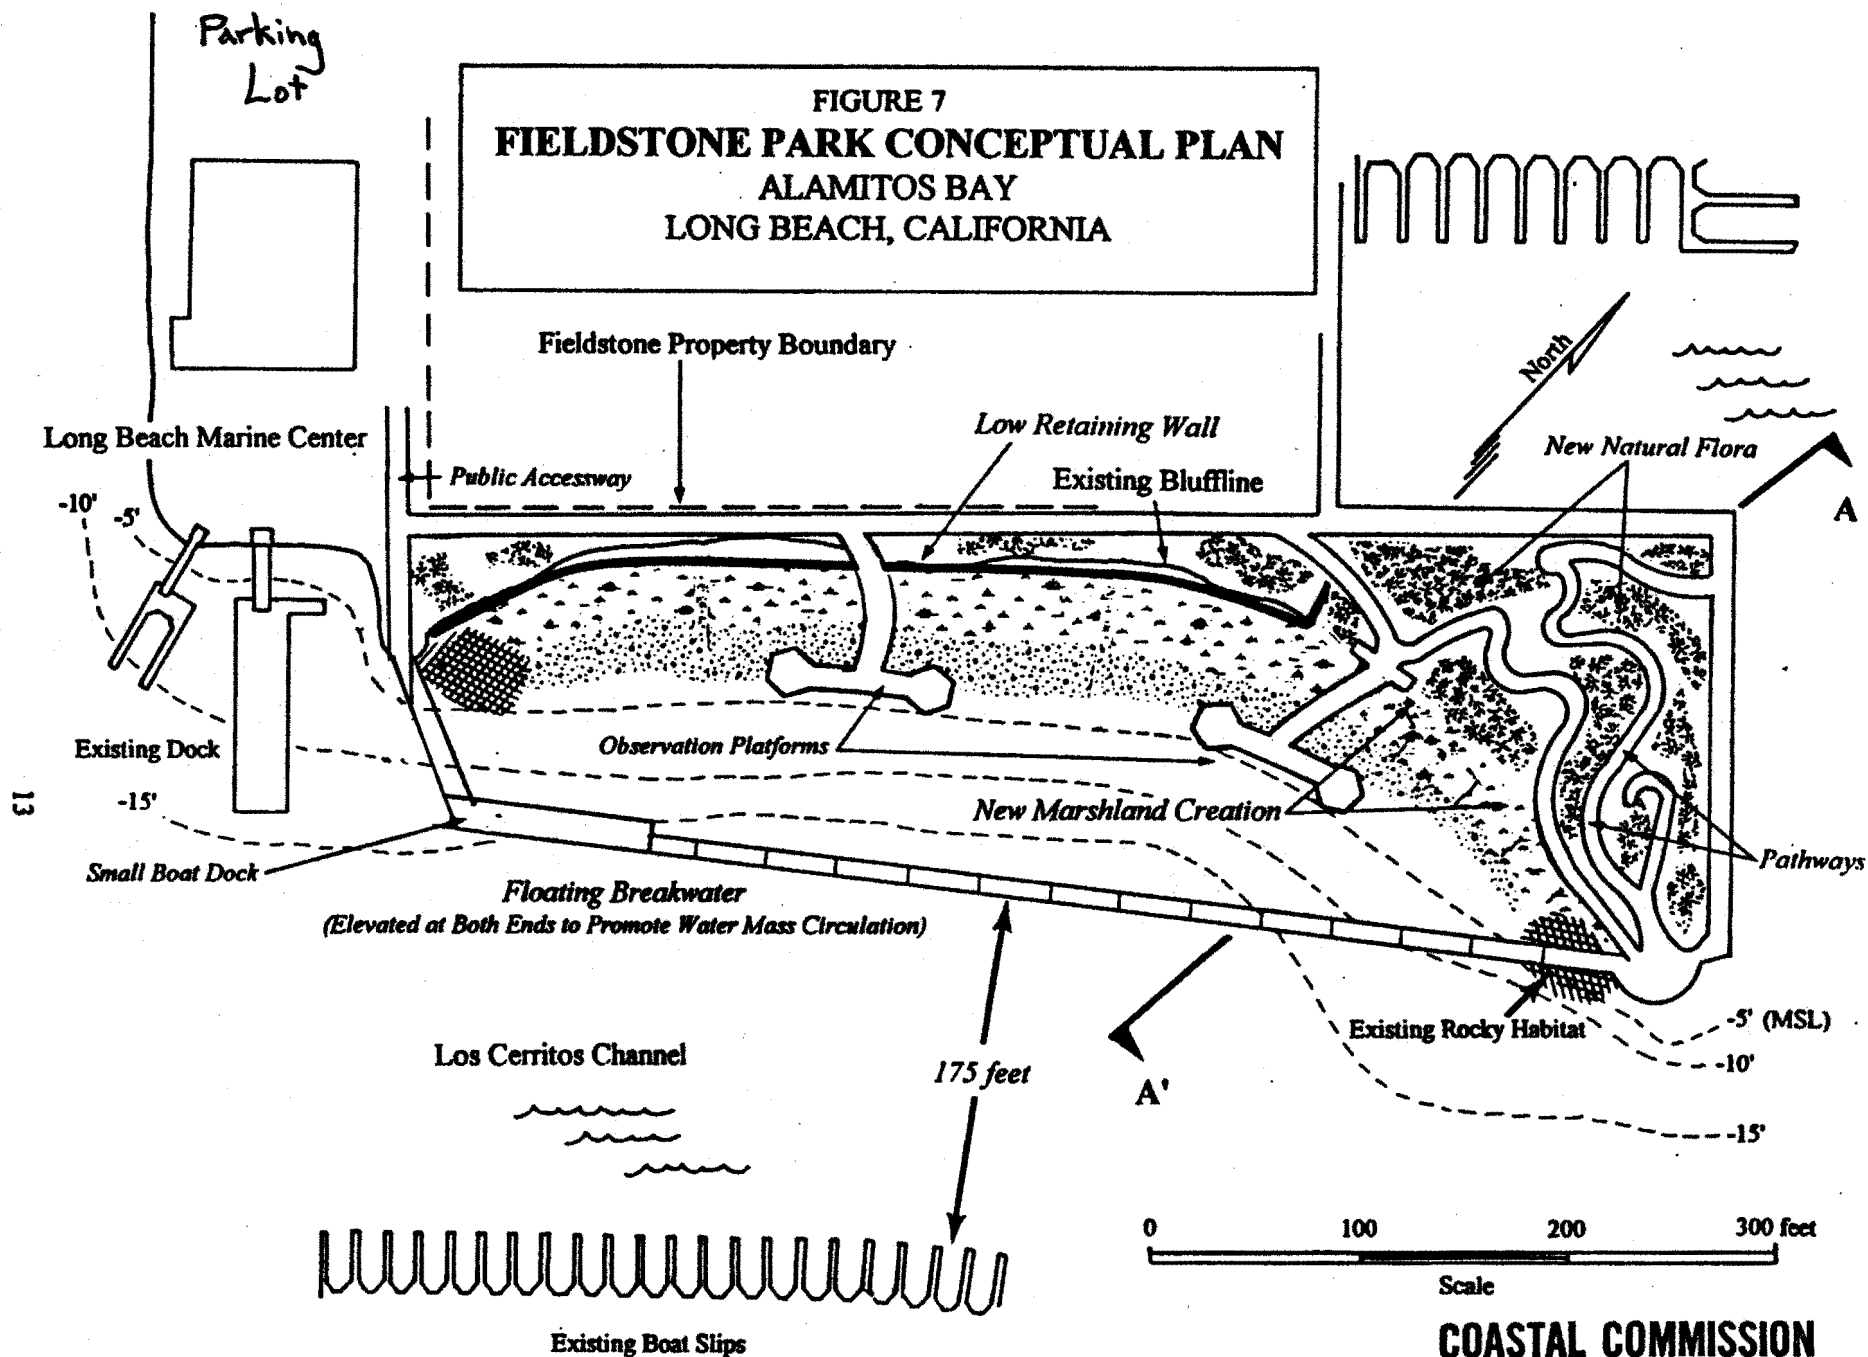 Parking
Lot
FIGURE 7
FIELDSTONE PARK CONCEPTUAL PLAN
ALAMITOS BAY
LONG BEACH, CALIFORNIA
Fieldstone Property Boundary
North
Long Beach Marine Center
Low Retaining Wall
New Natural Flora
Public Accessway
Existing Bluffline
-10'
-5'
A
Existing Dock
Observation Platforms
-15'
New Marshland Creation
13
Small Boat Dock
Pathways
Floating Breakwater
(Elevated at Both Ends to Promote Water Mass Circulation)
Existing Rocky Habitat
-5' (MSL)
-10'
Los Cerritos Channel
175 feet
A'
-15'
0 100 200 300 feet
Scale
Existing Boat Slips
COASTAL COMMISSION